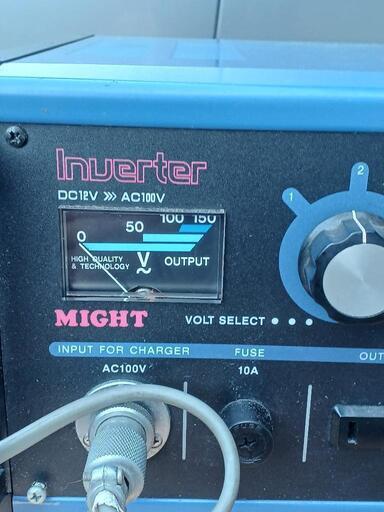 Inverter
DC12V >>> AC100V
0 50 100 150
HIGH QUALITY & TECHNOLOGY
V
~
OUTPUT
MIGHT
VOLT SELECT
1 2
INPUT FOR CHARGER
AC100V
FUSE
10A
OUT